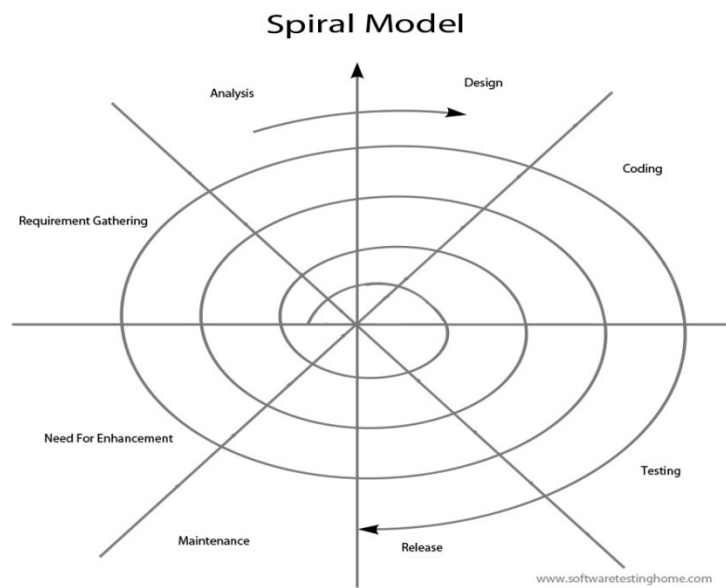 Spiral Model
Analysis
Design
Coding
Requirement Gathering
Need For Enhancement
Testing
Maintenance
Release
www.softwaretestinghome.com